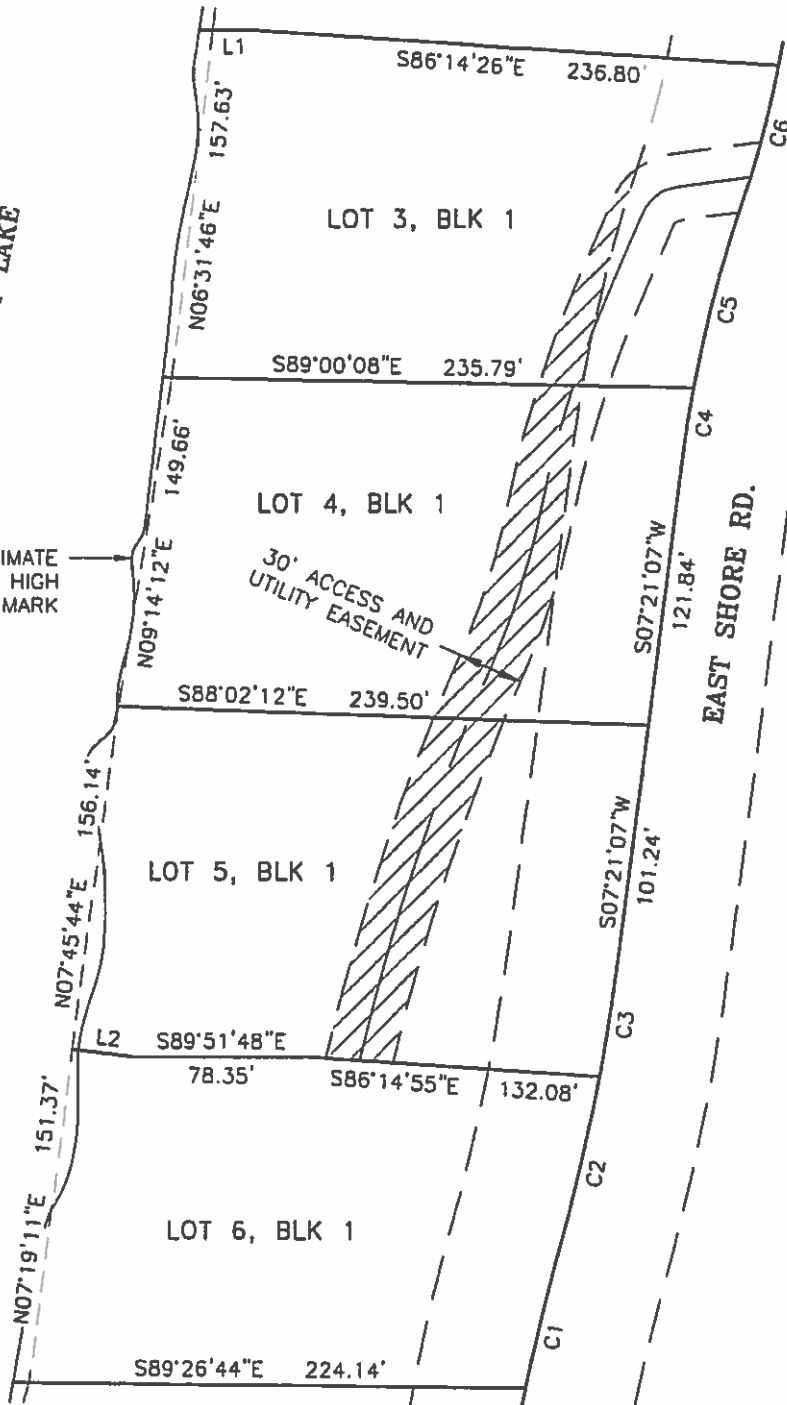 L1
S86°14'26"E 236.80'
157.63'
N06°31'46"E
C6
LAKE
LOT 3, BLK 1
C5
S89°00'08"E 235.79'
C4
149.66'
N09°14'12"E
LOT 4, BLK 1
IMATE
HIGH
MARK
30' ACCESS AND
UTILITY EASEMENT
S07°21'07"W
121.84'
EAST SHORE RD.
S88°02'12"E 239.50'
156.14'
N07°45'44"E
LOT 5, BLK 1
S07°21'07"W
101.24'
C3
L2 S89°51'48"E
78.35'
S86°14'55"E 132.08'
151.37'
N07°19'11"E
C2
LOT 6, BLK 1
C1
S89°26'44"E 224.14'